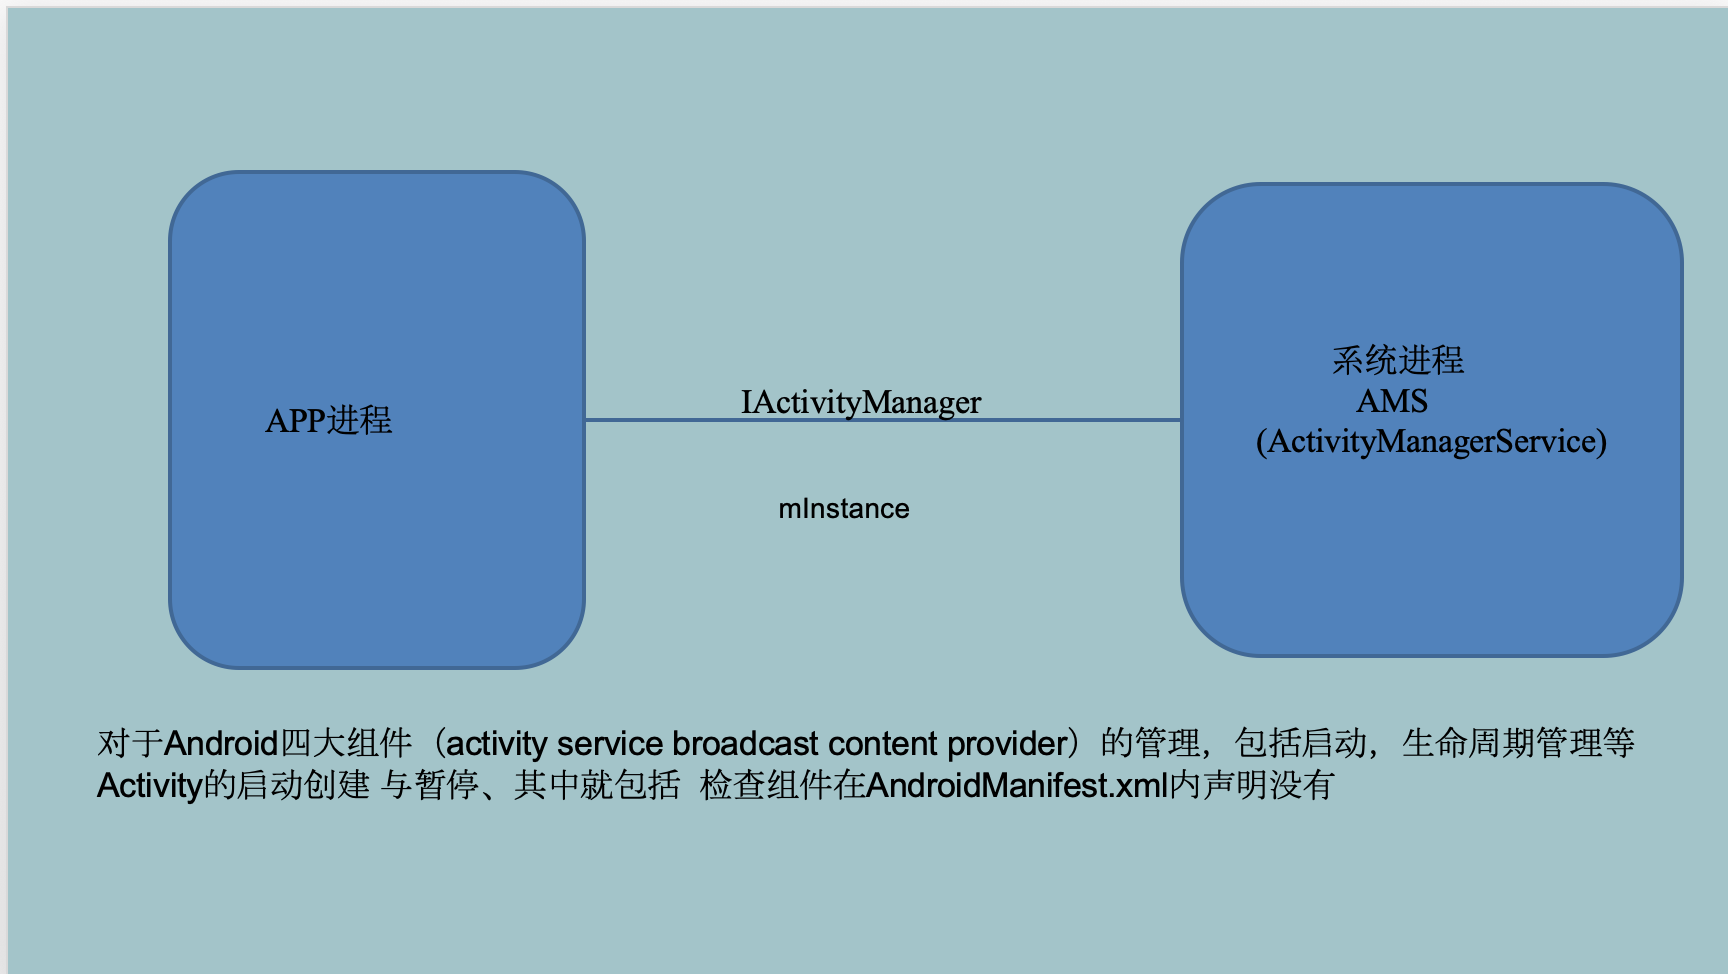 APP进程
IActivityManager
mInstance
系统进程
AMS
(ActivityManagerService)
对于Android四大组件（activity service broadcast content provider）的管理，包括启动，生命周期管理等
Activity的启动创建 与暂停、其中就包括  检查组件在AndroidManifest.xml内声明没有